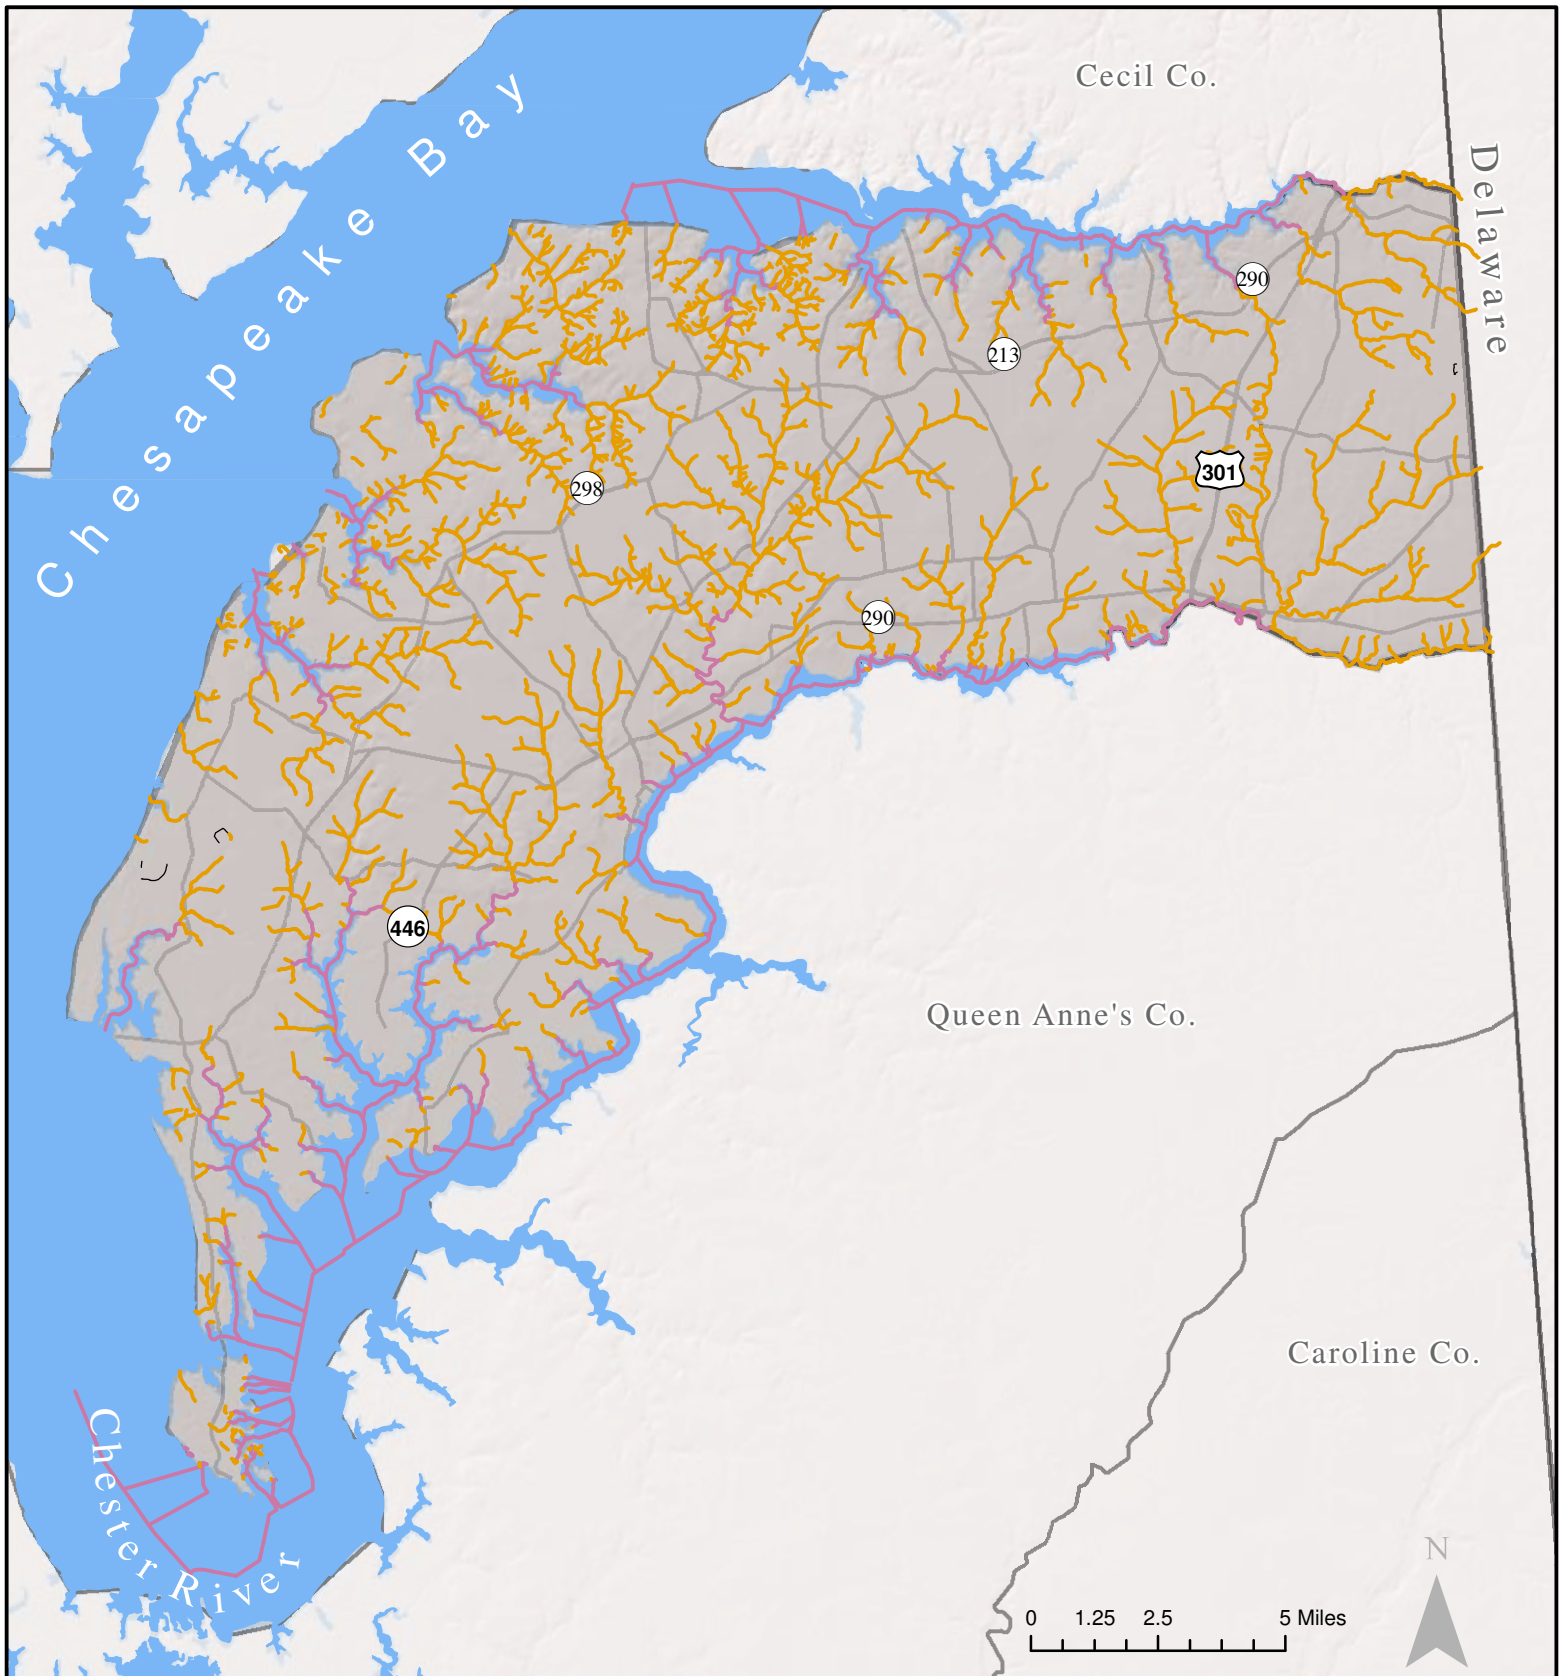 Cecil Co.
Chesapeake Bay
Delaware
290
213
301
298
290
446
Queen Anne's Co.
Caroline Co.
Chester River
N
0 1.25 2.5 5 Miles